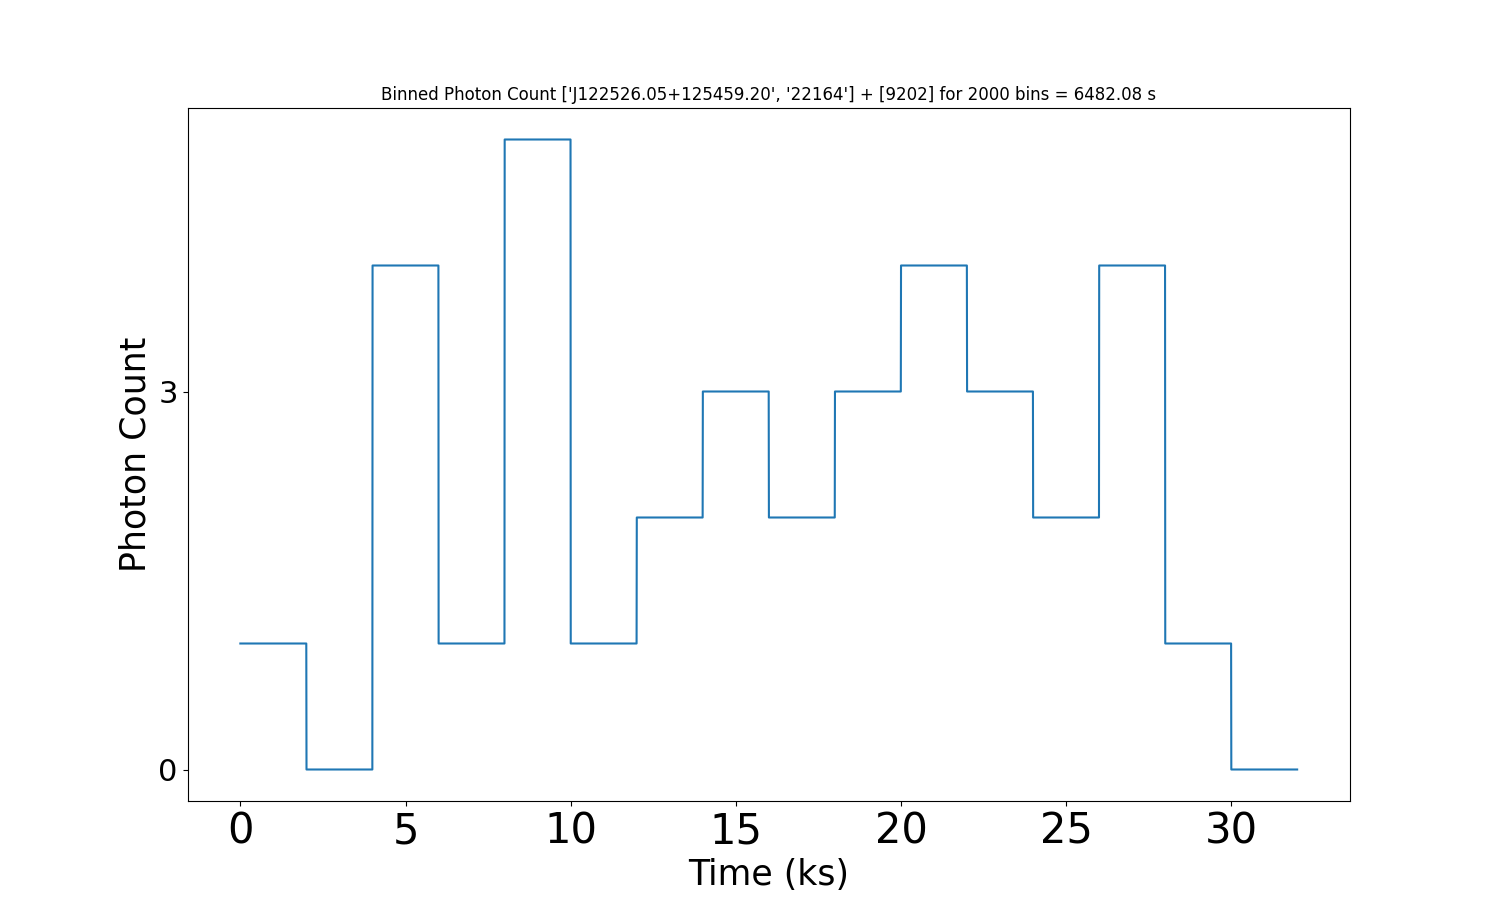 Binned Photon Count ['J122526.05+125459.20', '22164'] + [9202] for 2000 bins = 6482.08 s
Photon Count
3
0
0 5 10 15 20 25 30
Time (ks)